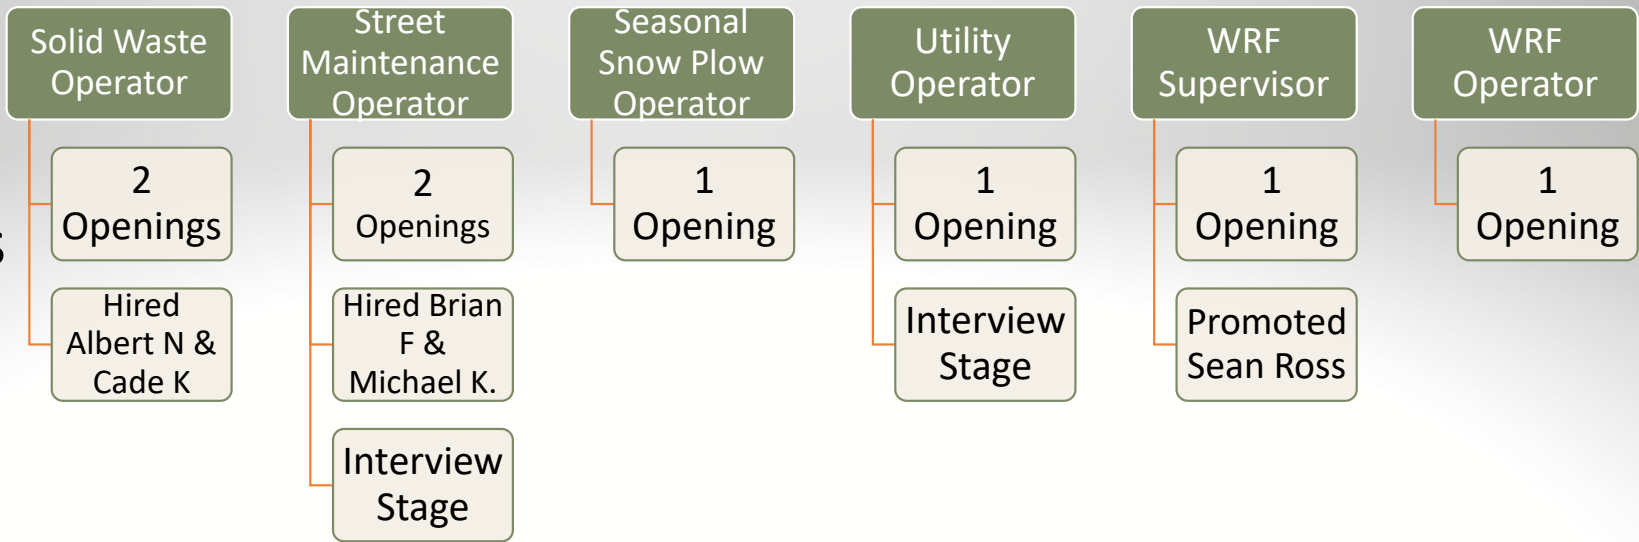 Solid Waste
Operator
2
Openings
Hired
Albert N &
Cade K
Street
Maintenance
Operator
2
Openings
Hired Brian
F &
Michael K.
Interview
Stage
Seasonal
Snow Plow
Operator
1
Opening
Utility
Operator
1
Opening
Interview
Stage
WRF
Supervisor
1
Opening
Promoted
Sean Ross
WRF
Operator
1
Opening